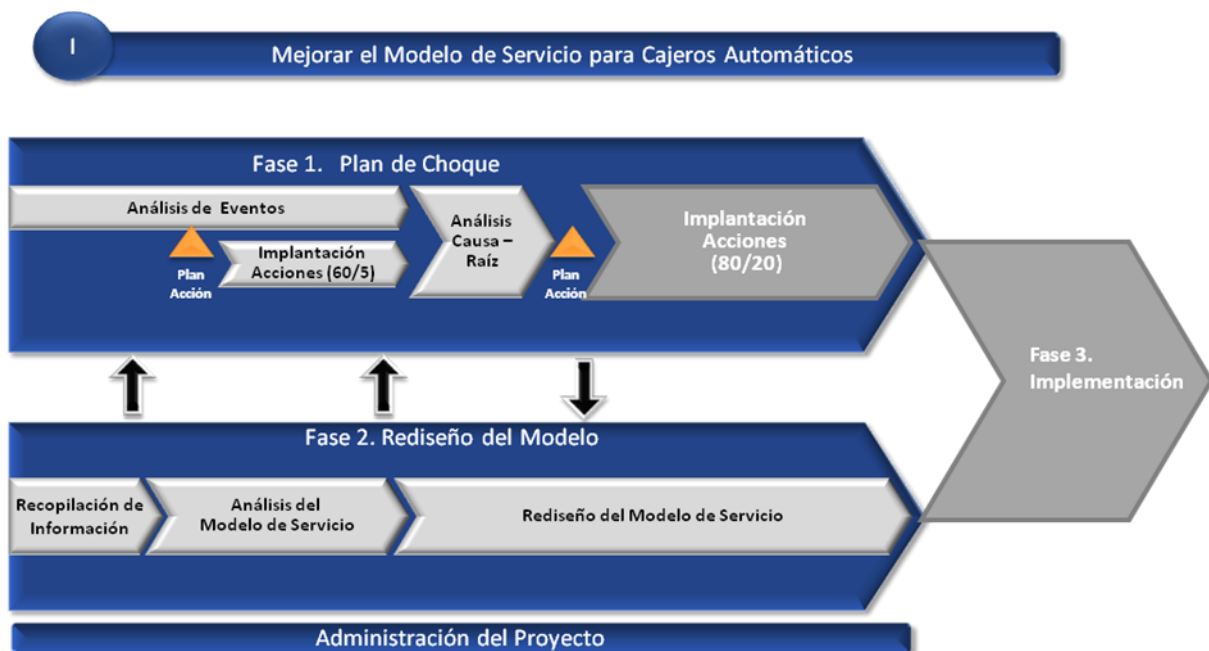 I
Mejorar el Modelo de Servicio para Cajeros Automáticos
Fase 1. Plan de Choque
Análisis de Eventos
Plan
Acción
Implantación
Acciones (60/5)
Análisis
Causa –
Raíz
Plan
Acción
Implantación
Acciones
(80/20)
Fase 3.
Implementación
Fase 2. Rediseño del Modelo
Recopilación de
Información
Análisis del
Modelo de Servicio
Rediseño del Modelo de Servicio
Administración del Proyecto